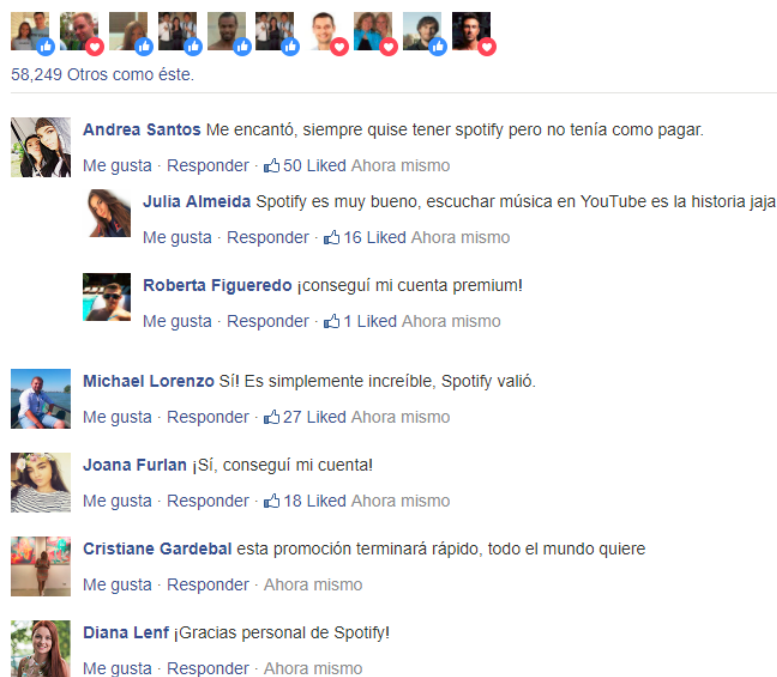 58,249 Otros como éste.
Andrea Santos Me encantó, siempre quise tener spotify pero no tenía como pagar.
Me gusta · Responder · 50 Liked Ahora mismo
Julia Almeida Spotify es muy bueno, escuchar música en YouTube es la historia jaja
Me gusta · Responder · 16 Liked Ahora mismo
Roberta Figueredo ¡conseguí mi cuenta premium!
Me gusta · Responder · 1 Liked Ahora mismo
Michael Lorenzo Sí! Es simplemente increíble, Spotify valió.
Me gusta · Responder · 27 Liked Ahora mismo
Joana Furlan ¡Sí, conseguí mi cuenta!
Me gusta · Responder · 18 Liked Ahora mismo
Cristiane Gardebal esta promoción terminará rápido, todo el mundo quiere
Me gusta · Responder · Ahora mismo
Diana Lenf ¡Gracias personal de Spotify!
Me gusta · Responder · Ahora mismo